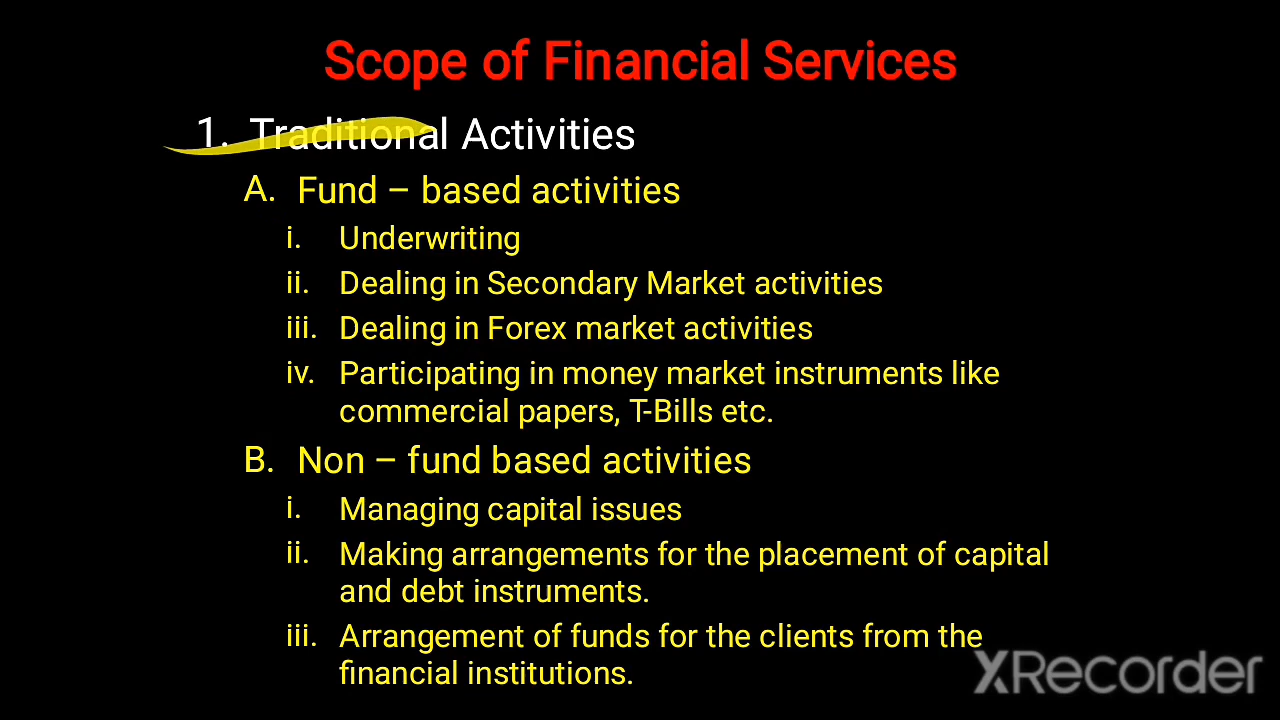 Scope of Financial Services
1. Traditional Activities
A. Fund – based activities
i. Underwriting
ii. Dealing in Secondary Market activities
iii. Dealing in Forex market activities
iv. Participating in money market instruments like
commercial papers, T-Bills etc.
B. Non – fund based activities
i. Managing capital issues
ii. Making arrangements for the placement of capital
and debt instruments.
iii. Arrangement of funds for the clients from the
financial institutions.
XRecorder